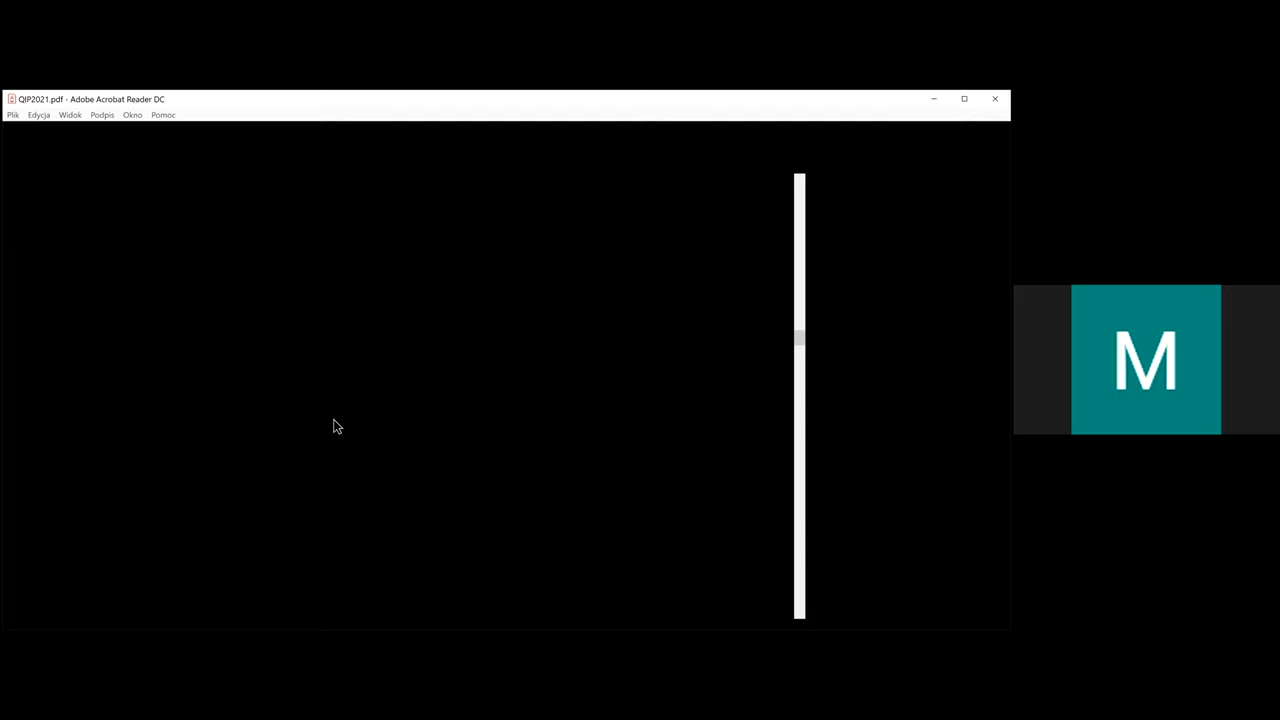 QIP2021.pdf - Adobe Acrobat Reader DC
Plik Edycja Widok Podpis Okno Pomoc
M